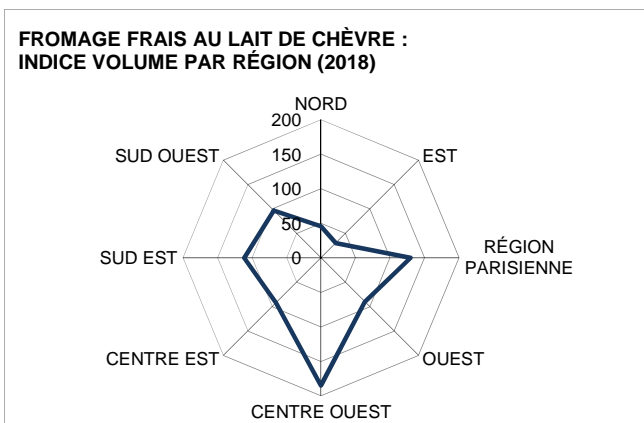 FROMAGE FRAIS AU LAIT DE CHÈVRE :
INDICE VOLUME PAR RÉGION (2018)
NORD
200
SUD OUEST
150
EST
100
50
SUD EST
0
RÉGION
PARISIENNE
CENTRE EST
OUEST
CENTRE OUEST